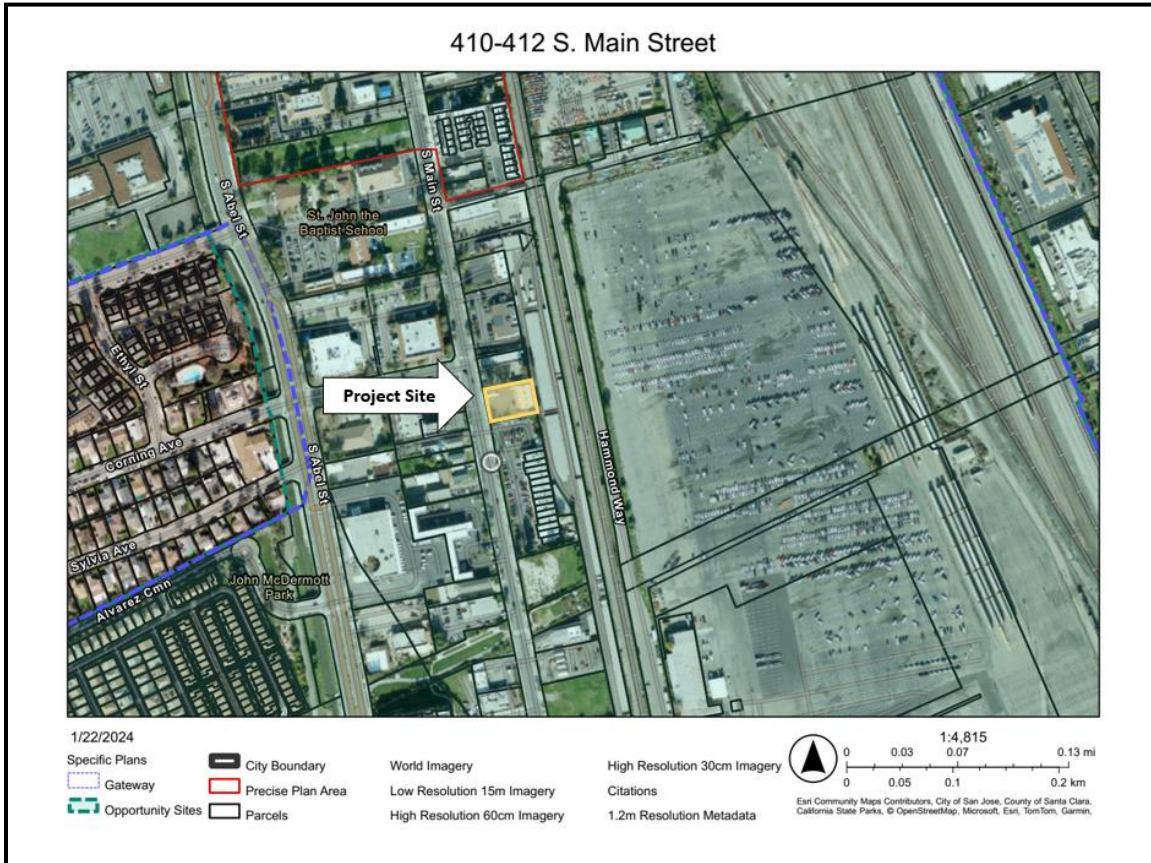 410-412 S. Main Street
S Abel St
S Main St
St. John the
Baptist School
Ethyl St
Project Site
Corning Ave
S Abel St
Hammond Way
Sylvia Ave
John McDermott
Park
Alvarez Cmn
1/22/2024
Specific Plans
Gateway
Opportunity Sites
City Boundary
Precise Plan Area
Parcels
World Imagery
Low Resolution 15m Imagery
High Resolution 60cm Imagery
High Resolution 30cm Imagery
Citations
1.2m Resolution Metadata
1:4,815
0 0.03 0.07 0.13 mi
0 0.05 0.1 0.2 km
Esri Community Maps Contributors, City of San Jose, County of Santa Clara,
California State Parks, © OpenStreetMap, Microsoft, Esri, TomTom, Garmin,